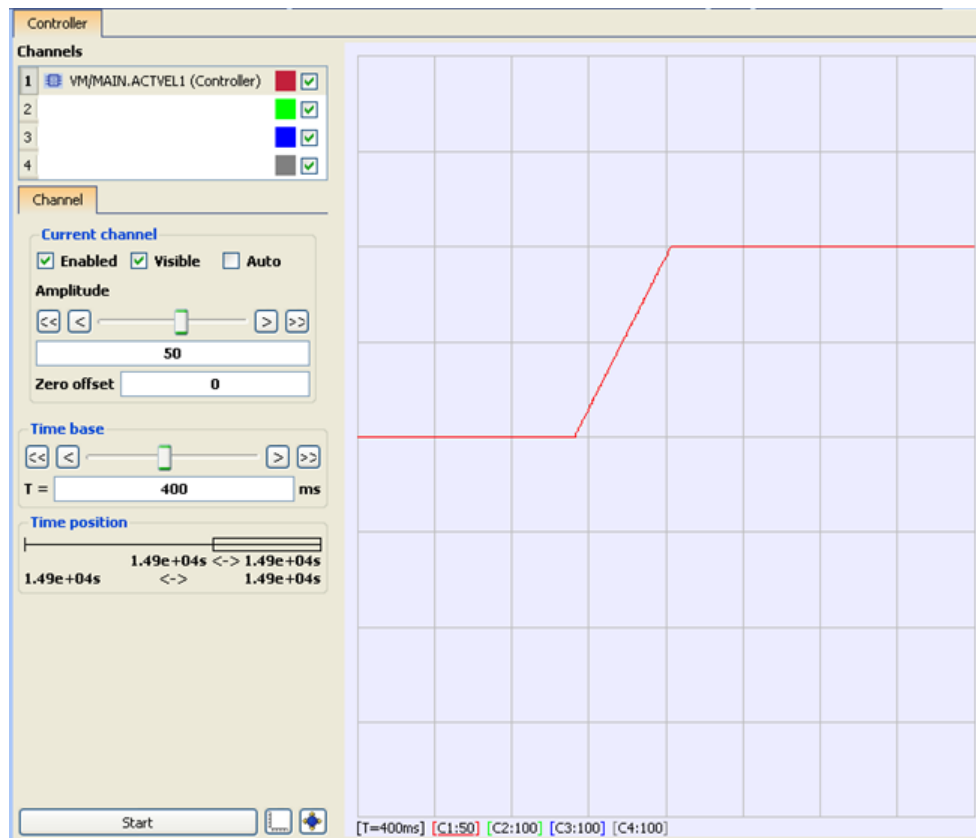 Controller
Channels
1 VM/MAIN.ACTVEL1 (Controller)
2
3
4
Channel
Current channel
Enabled Visible Auto
Amplitude
<< < > >>
50
Zero offset 0
Time base
<< < > >>
T = 400 ms
Time position
1.49e+04s <-> 1.49e+04s
1.49e+04s <-> 1.49e+04s
Start
[T=400ms] [C1:50] [C2:100] [C3:100] [C4:100]